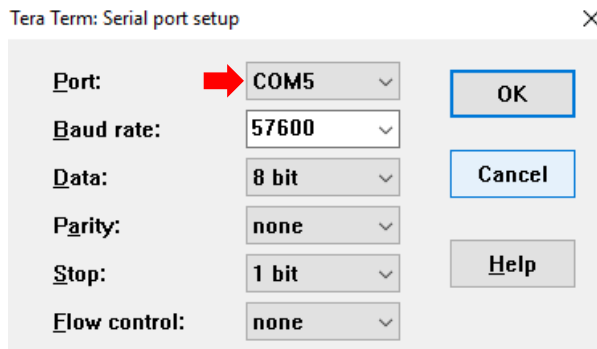 Tera Term: Serial port setup
Port: COM5 OK
Baud rate: 57600
Data: 8 bit Cancel
Parity: none
Stop: 1 bit Help
Flow control: none